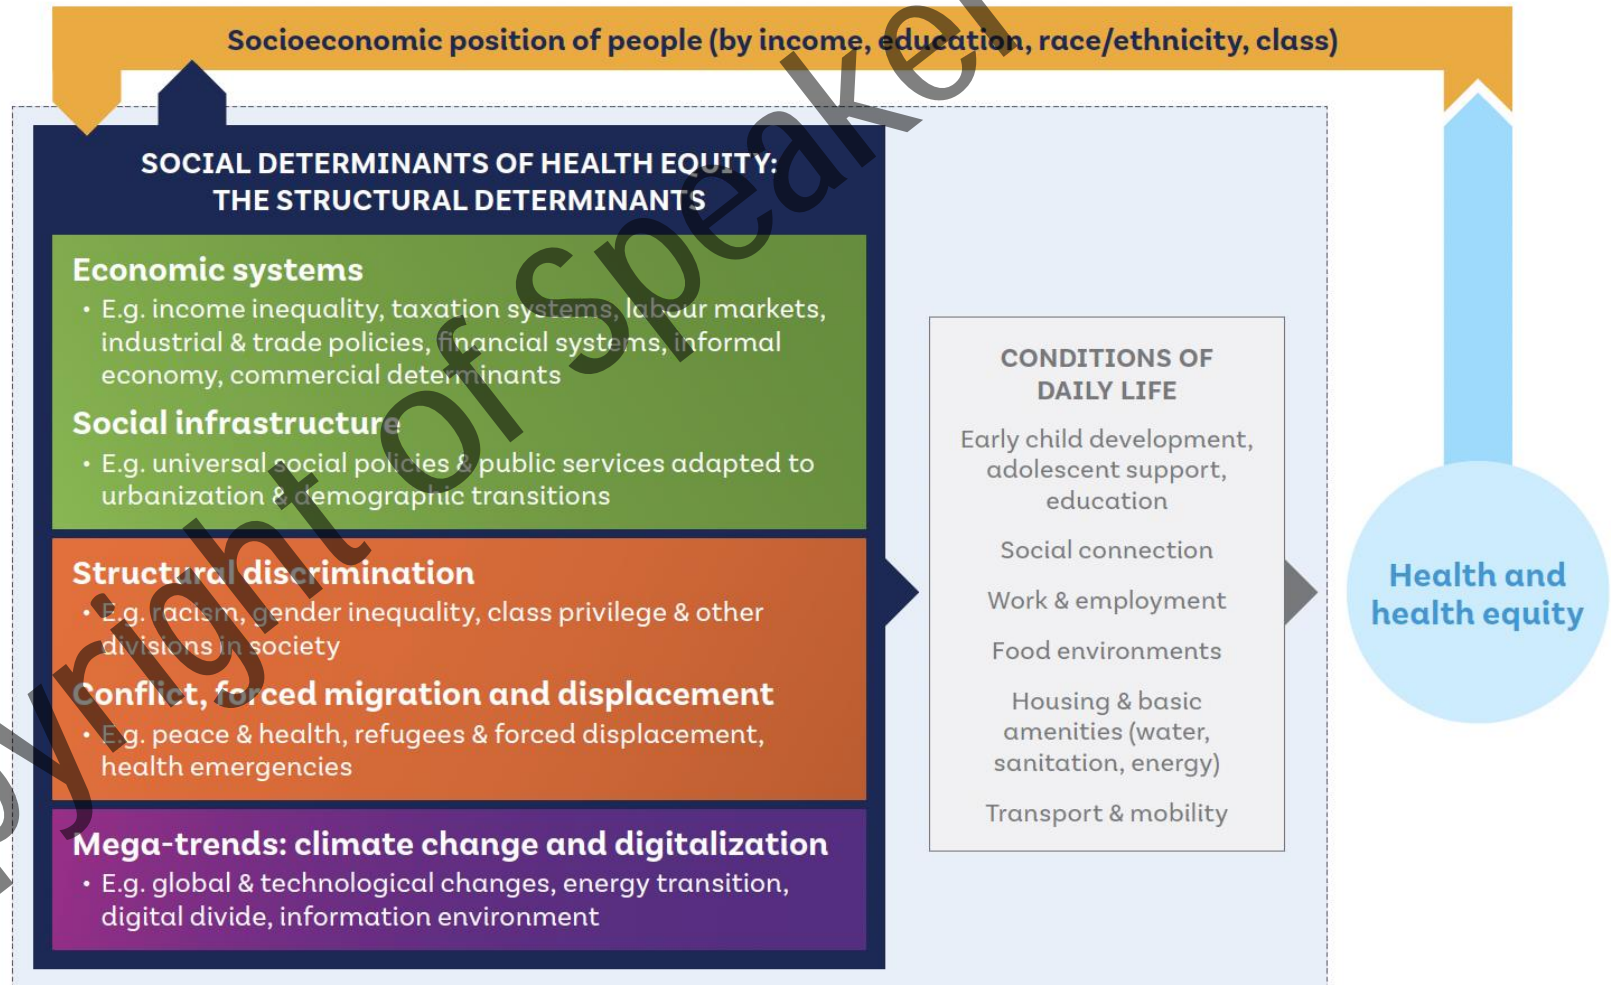 Socioeconomic position of people (by income, education, race/ethnicity, class)
SOCIAL DETERMINANTS OF HEALTH EQUITY:
THE STRUCTURAL DETERMINANTS
Economic systems
• E.g. income inequality, taxation systems, labour markets,
industrial & trade policies, financial systems, informal
economy, commercial determinants
Social infrastructure
• E.g. universal social policies & public services adapted to
urbanization & demographic transitions
Structural discrimination
• E.g. racism, gender inequality, class privilege & other
divisions in society
Conflict, forced migration and displacement
• E.g. peace & health, refugees & forced displacement,
health emergencies
Mega-trends: climate change and digitalization
• E.g. global & technological changes, energy transition,
digital divide, information environment
CONDITIONS OF
DAILY LIFE
Early child development,
adolescent support,
education
Social connection
Work & employment
Food environments
Housing & basic
amenities (water,
sanitation, energy)
Transport & mobility
Health and
health equity
of Speaker